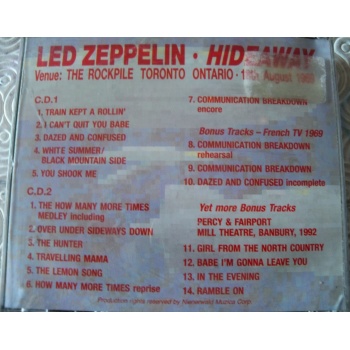 LED ZEPPELIN · HIDEAWAY
Venue: THE ROCKPILE TORONTO ONTARIO · 18th August 1969
C.D.1
1. TRAIN KEPT A ROLLIN'
2. I CAN'T QUIT YOU BABE
3. DAZED AND CONFUSED
4. WHITE SUMMER/
BLACK MOUNTAIN SIDE
5. YOU SHOOK ME
C.D.2
1. THE HOW MANY MORE TIMES
MEDLEY including
2. OVER UNDER SIDEWAYS DOWN
3. THE HUNTER
4. TRAVELLING MAMA
5. THE LEMON SONG
6. HOW MANY MORE TIMES reprise
7. COMMUNICATION BREAKDOWN
encore
Bonus Tracks – French TV 1969
8. COMMUNICATION BREAKDOWN
rehearsal
9. COMMUNICATION BREAKDOWN
10. DAZED AND CONFUSED incomplete
Yet more Bonus Tracks
PERCY & FAIRPORT
MILL THEATRE, BANBURY, 1992
11. GIRL FROM THE NORTH COUNTRY
12. BABE I'M GONNA LEAVE YOU
13. IN THE EVENING
14. RAMBLE ON
Production rights reserved by